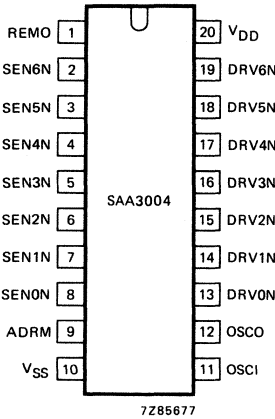 REMO 1 20 VDD
SEN6N 2 19 DRV6N
SEN5N 3 18 DRV5N
SEN4N 4 17 DRV4N
SEN3N 5 16 DRV3N
SAA3004
SEN2N 6 15 DRV2N
SEN1N 7 14 DRV1N
SEN0N 8 13 DRV0N
ADRM 9 12 OSCO
VSS 10 11 OSCI
7Z85677